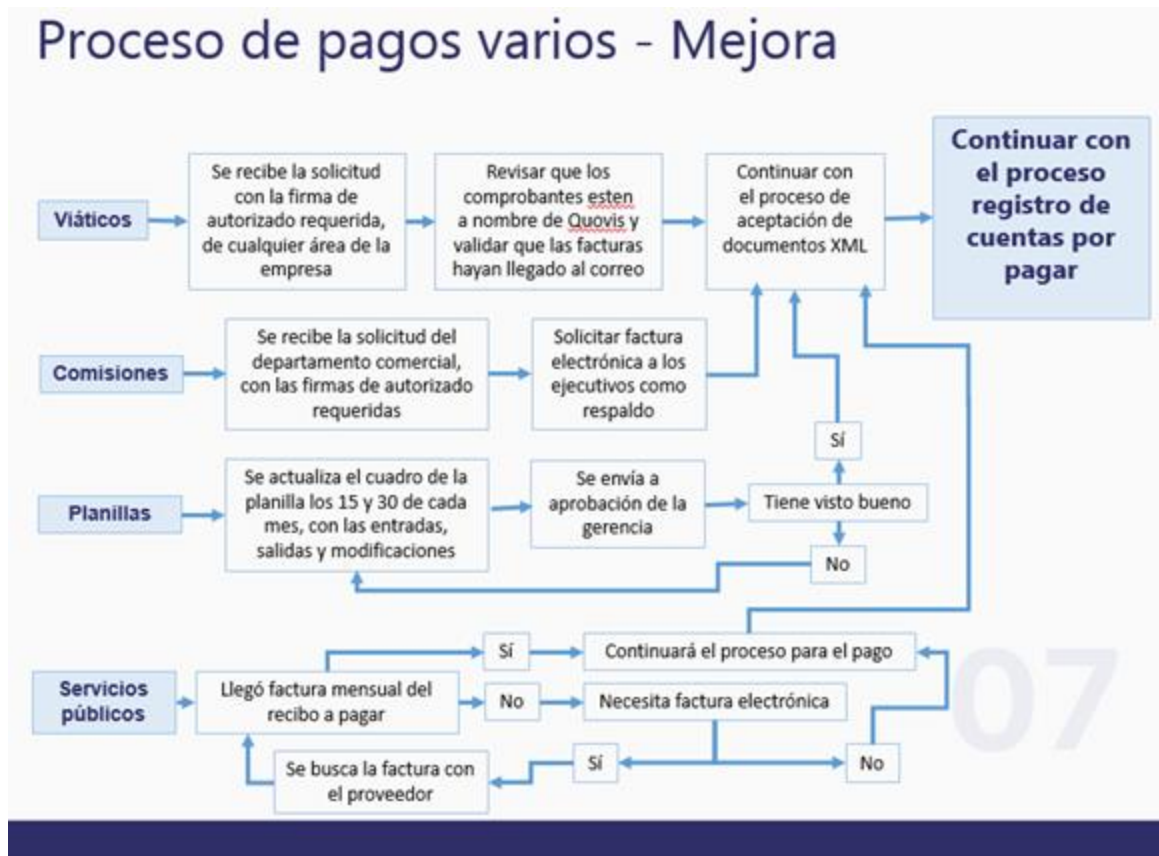 Proceso de pagos varios - Mejora
Continuar con
el proceso
registro de
cuentas por
pagar
Viáticos
Se recibe la solicitud
con la firma de
autorizado requerida,
de cualquier área de la
empresa
Revisar que los
comprobantes esten
a nombre de Quovis y
validar que las facturas
hayan llegado al correo
Continuar con
el proceso de
aceptación de
documentos XML
Comisiones
Se recibe la solicitud del
departamento comercial,
con las firmas de autorizado
requeridas
Solicitar factura
electrónica a los
ejecutivos como
respaldo
Sí
Planillas
Se actualiza el cuadro de la
planilla los 15 y 30 de cada
mes, con las entradas,
salidas y modificaciones
Se envía a
aprobación de la
gerencia
Tiene visto bueno
No
Sí
Continuará el proceso para el pago
Servicios
públicos
Llegó factura mensual del
recibo a pagar
No
Necesita factura electrónica
07
Se busca la factura con
el proveedor
Sí
No